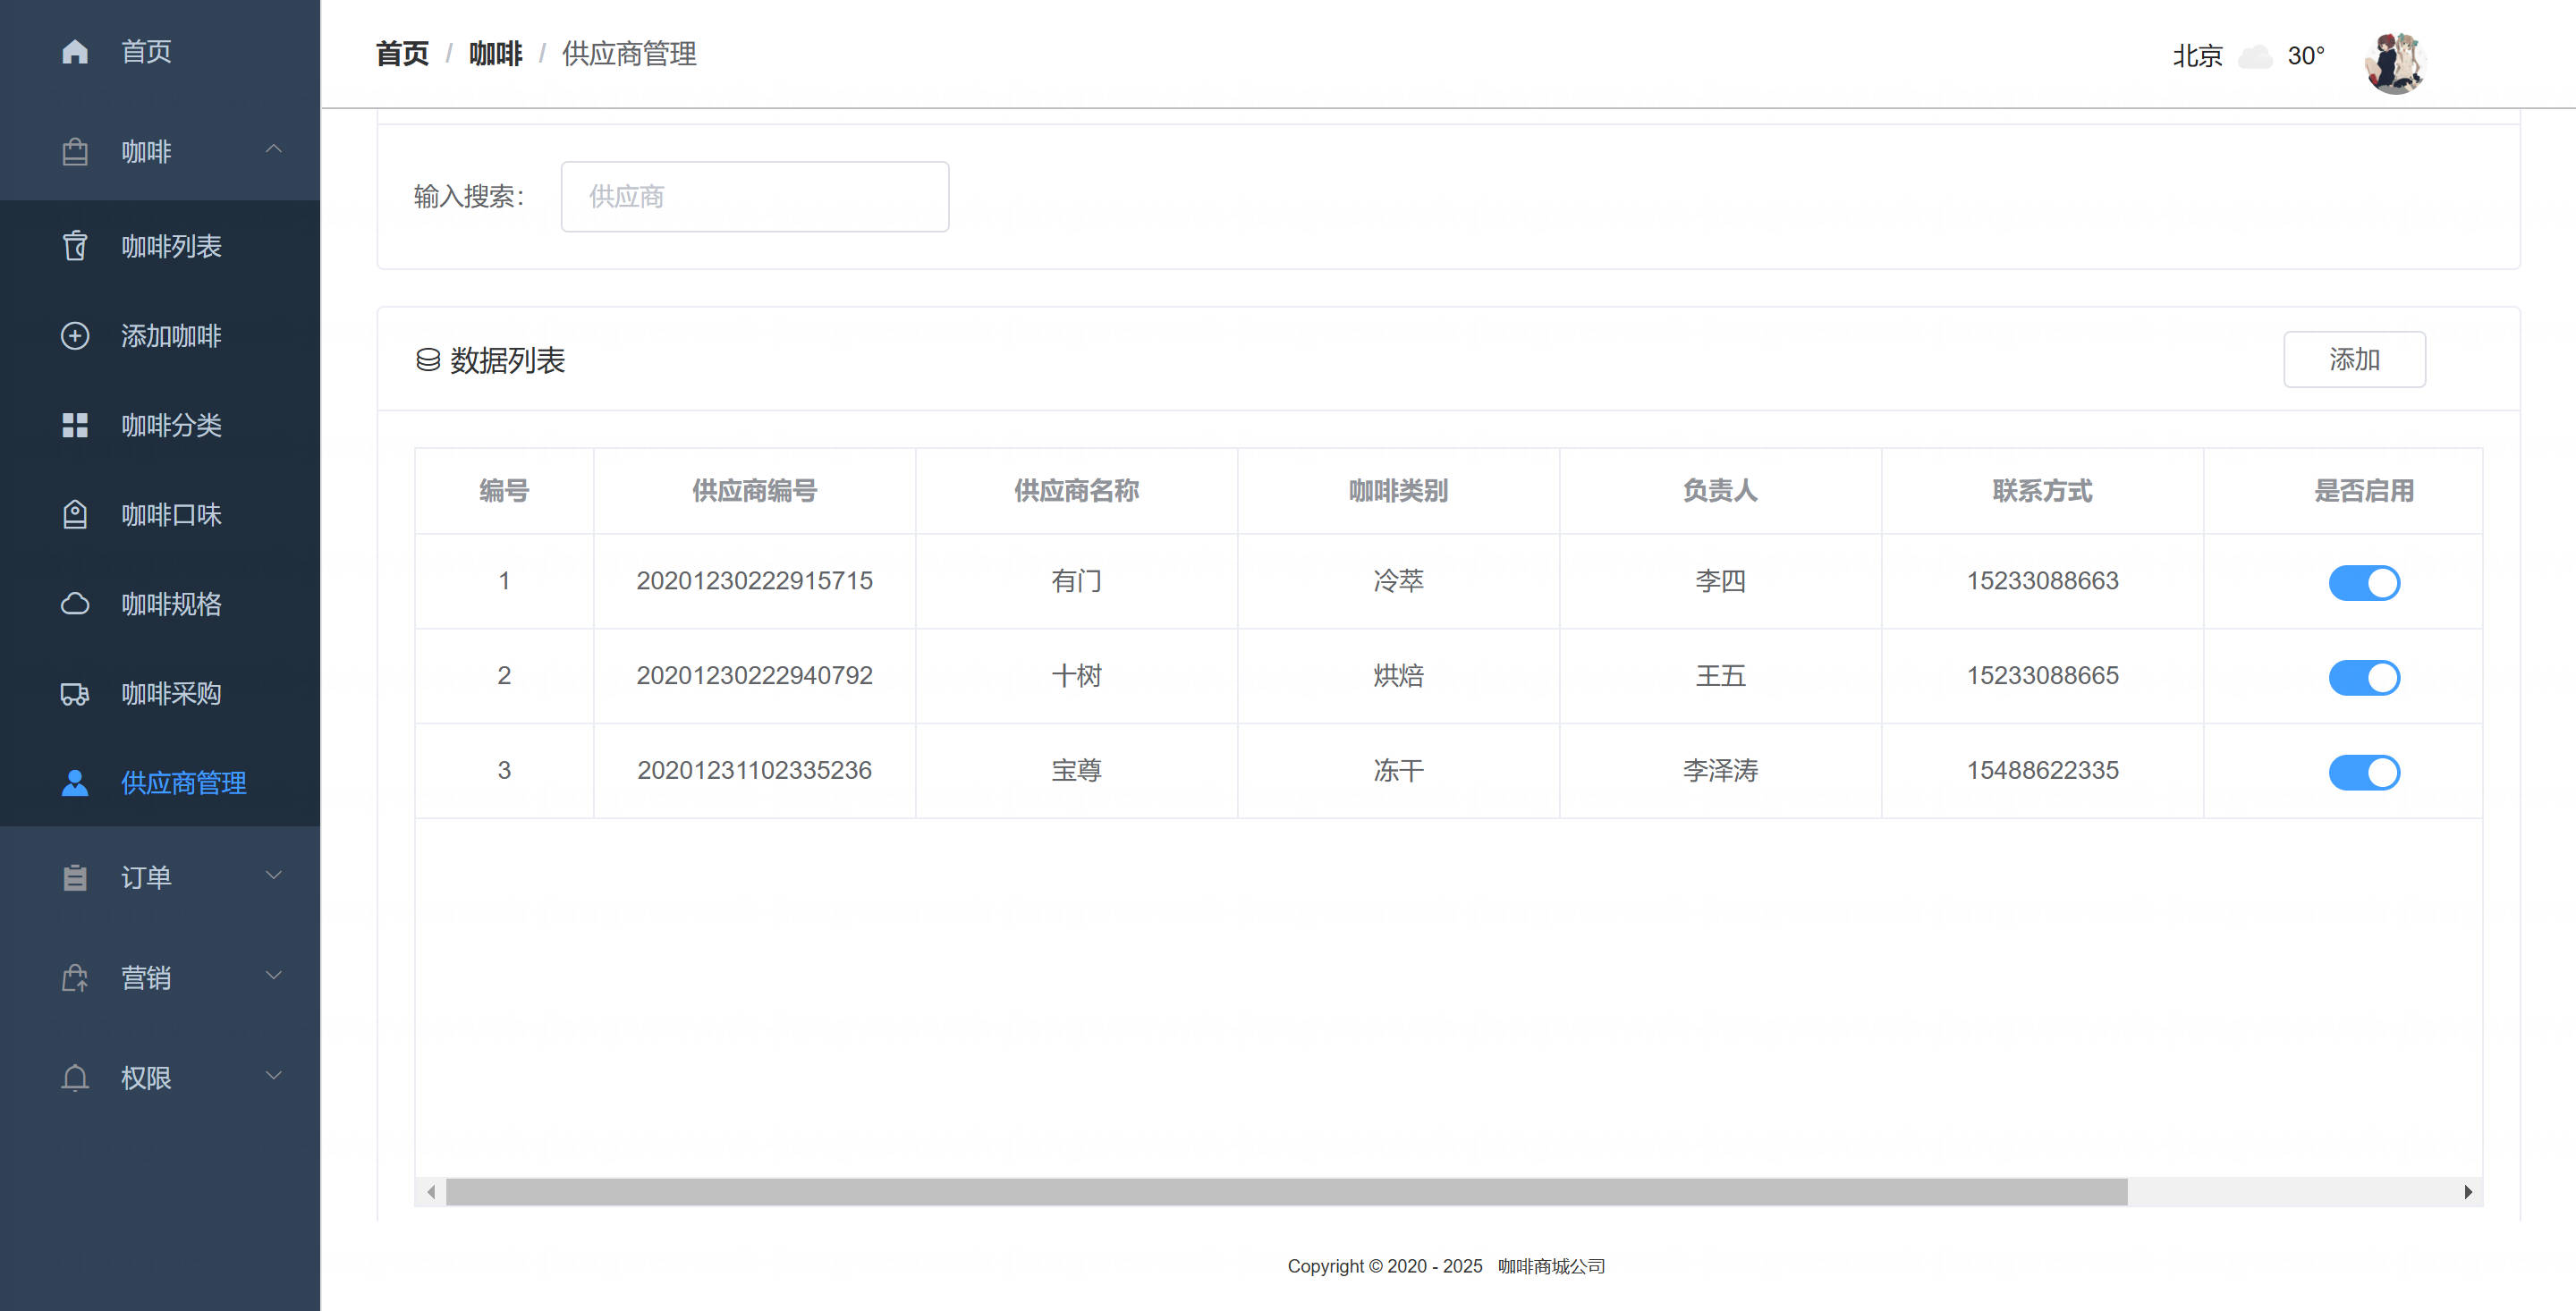 首页
咖啡
咖啡列表
添加咖啡
咖啡分类
咖啡口味
咖啡规格
咖啡采购
供应商管理
订单
营销
权限
首页 / 咖啡 / 供应商管理
北京 30°
输入搜索: 供应商
数据列表 添加
编号 供应商编号 供应商名称 咖啡类别 负责人 联系方式 是否启用
1 20201230222915715 有门 冷萃 李四 15233088663
2 20201230222940792 十树 烘焙 王五 15233088665
3 20201231102335236 宝尊 冻干 李泽涛 15488622335
Copyright © 2020 - 2025 咖啡商城公司